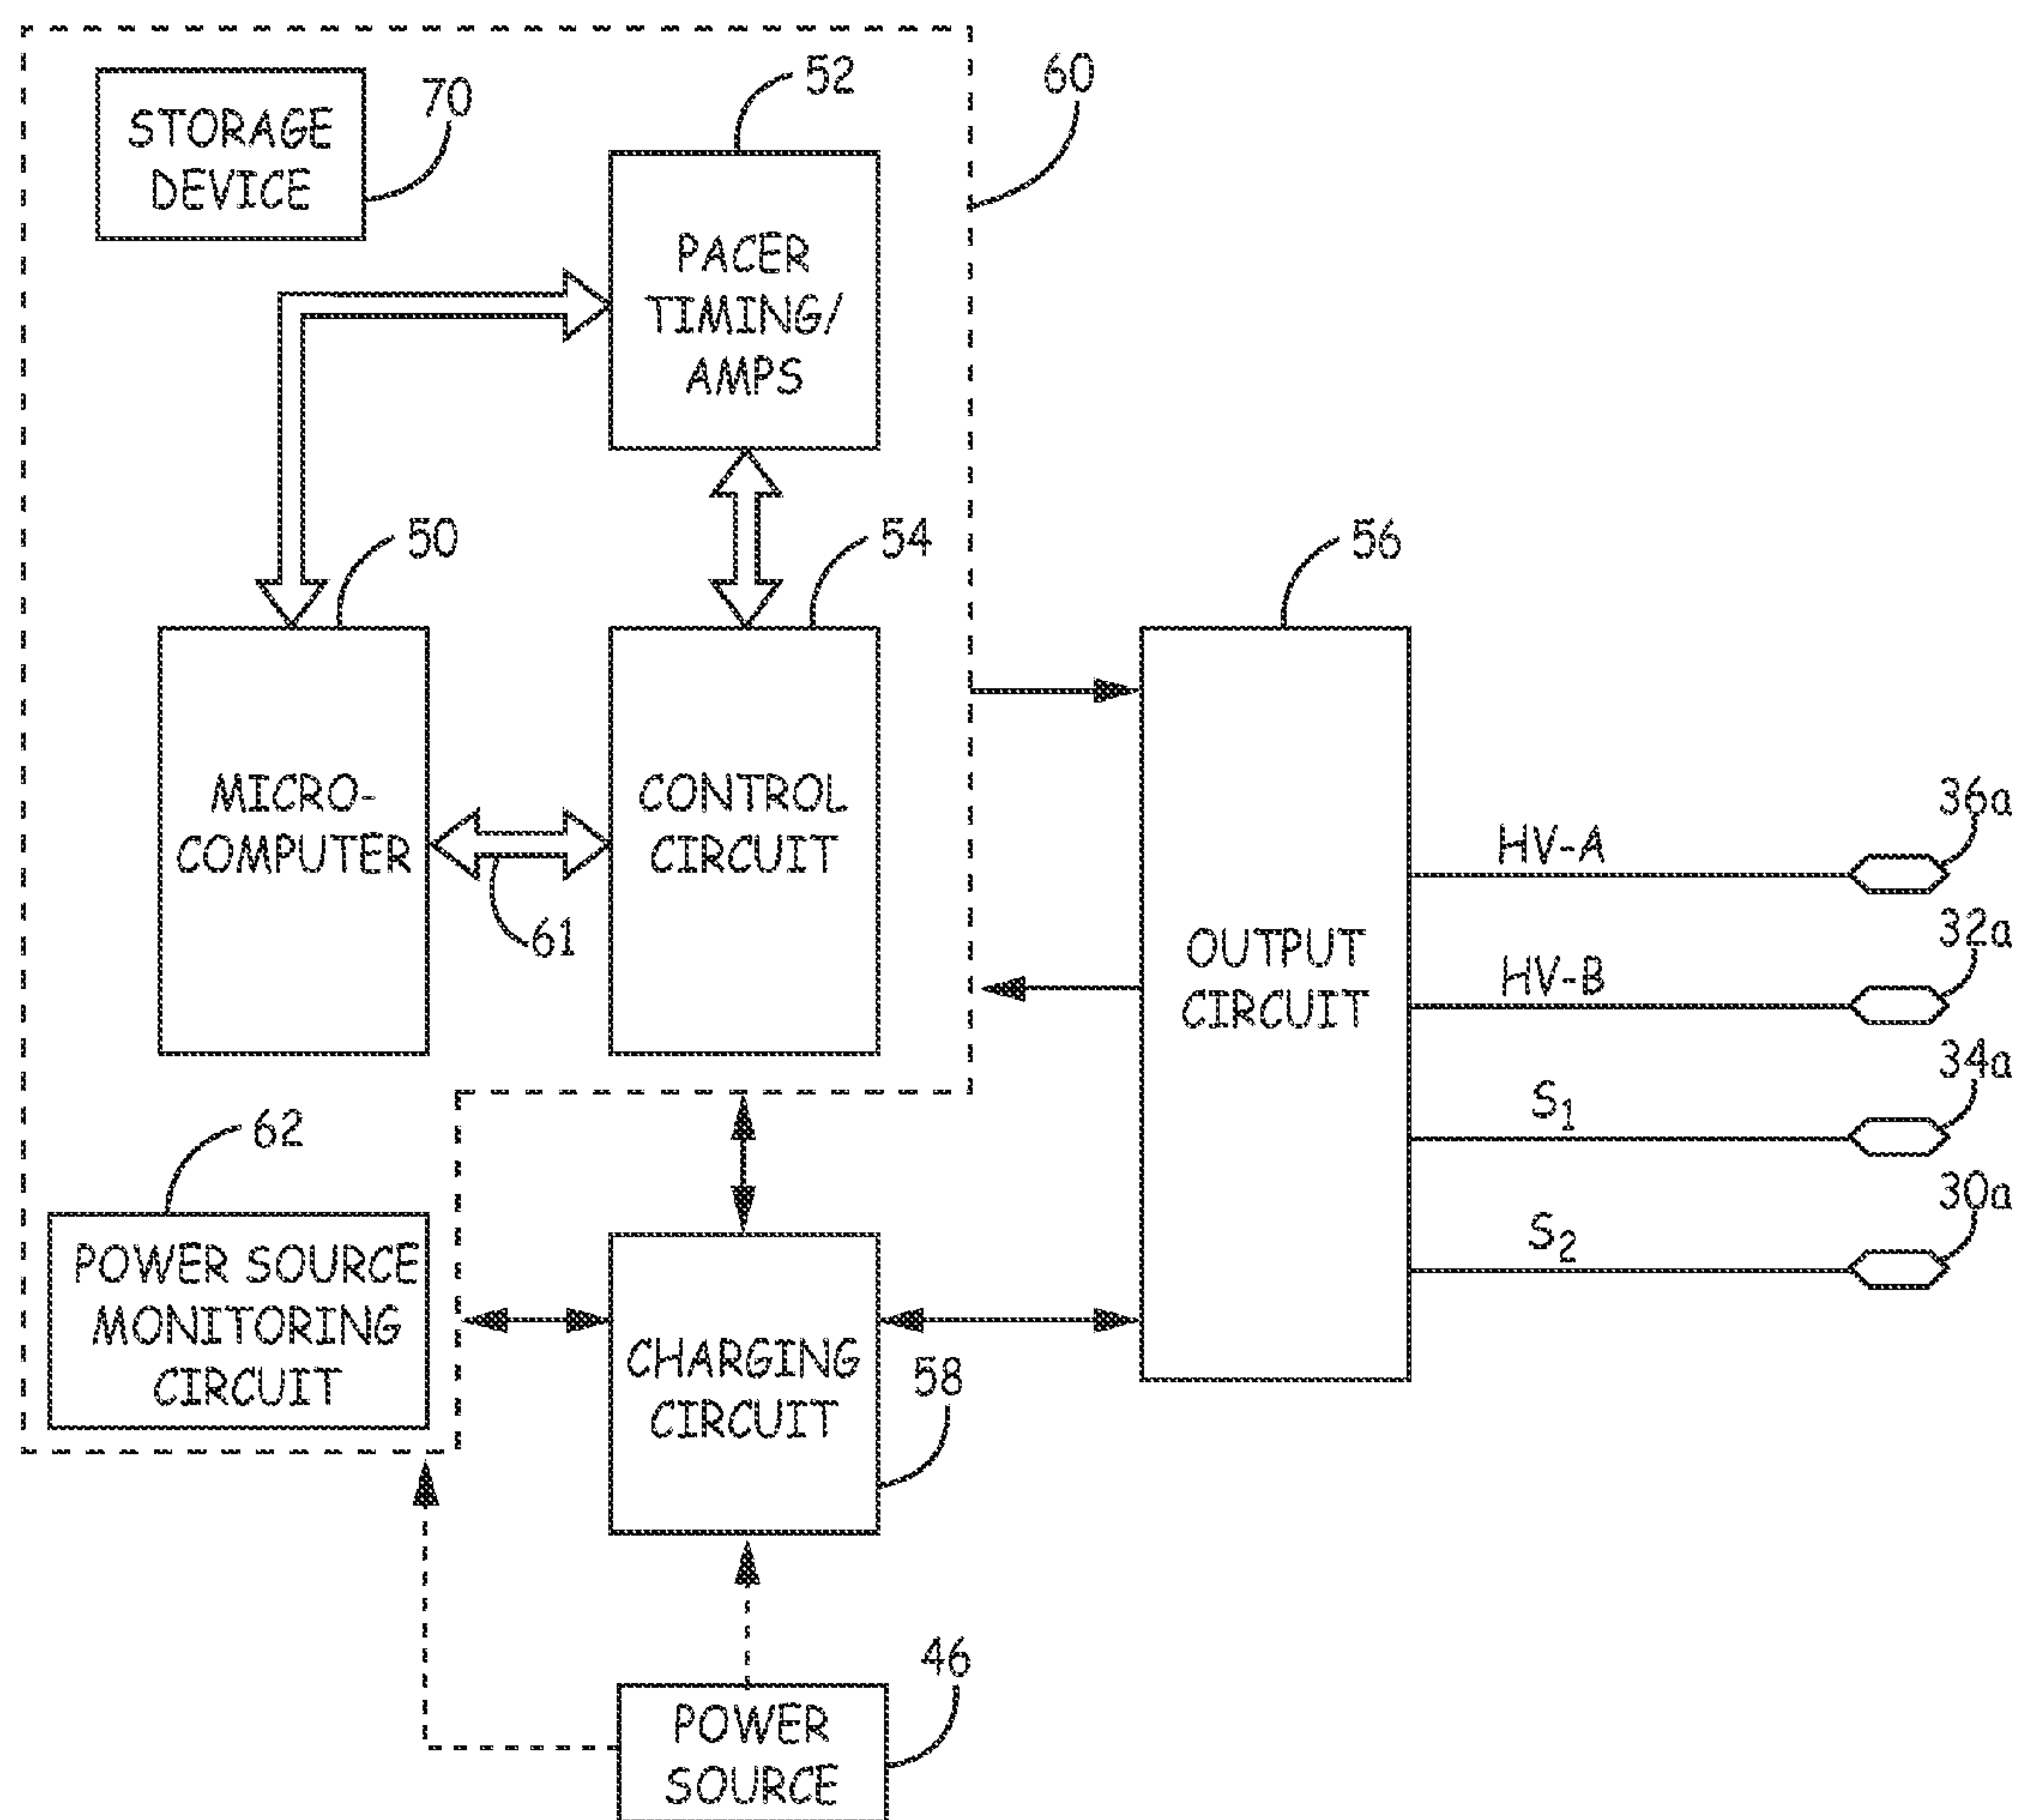 STORAGE
DEVICE
70
52
60
PACER
TIMING/
AMPS
50
54
56
MICRO-
COMPUTER
CONTROL
CIRCUIT
61
OUTPUT
CIRCUIT
HV-A
36a
HV-B
32a
S1
34a
S2
30a
62
POWER SOURCE
MONITORING
CIRCUIT
CHARGING
CIRCUIT
58
46
POWER
SOURCE